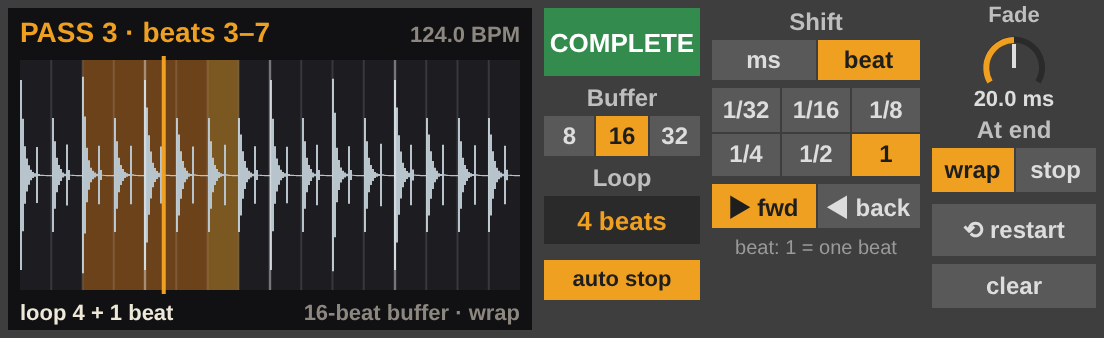 PASS 3 · beats 3–7
124.0 BPM
loop 4 + 1 beat
16-beat buffer · wrap
COMPLETE
Buffer
8 16 32
Loop
4 beats
auto stop
Shift
ms beat
1/32 1/16 1/8
1/4 1/2 1
▶ fwd ◀ back
beat: 1 = one beat
Fade
20.0 ms
At end
wrap stop
⟲ restart
clear